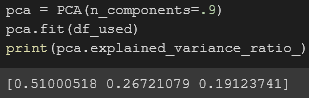 pca = PCA(n_components=.9)
pca.fit(df_used)
print(pca.explained_variance_ratio_)
[0.51000518 0.26721079 0.19123741]